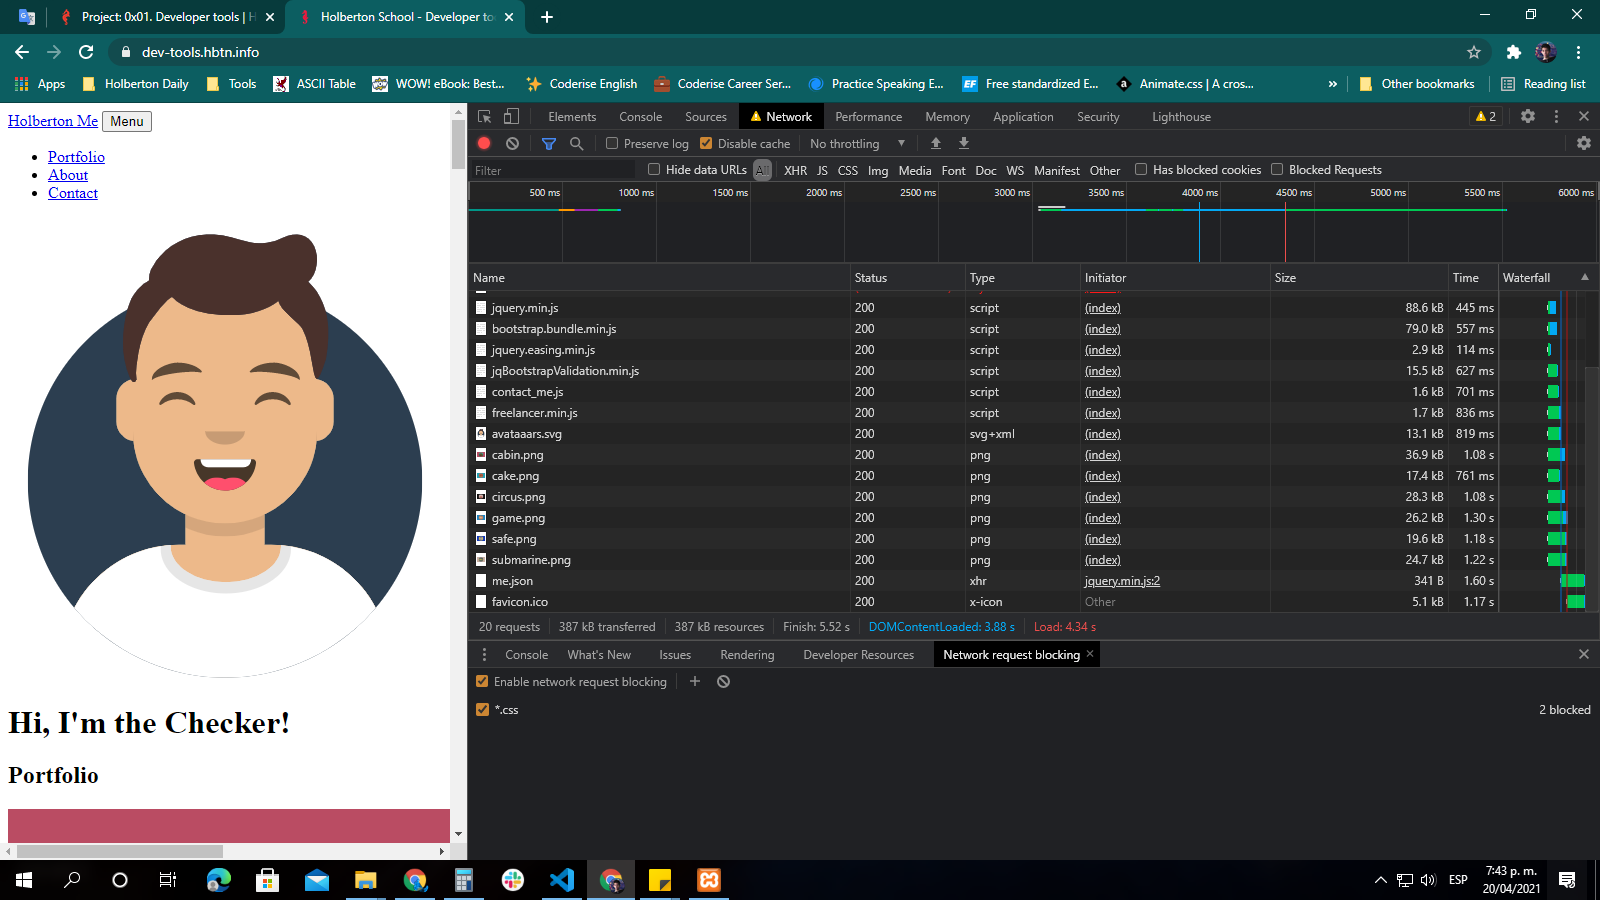 Project: 0x01. Developer tools | H
Holberton School - Developer to
dev-tools.hbtn.info
Apps
Holberton Daily
Tools
ASCII Table
WOW! eBook: Best...
Coderise English
Coderise Career Ser...
Practice Speaking E...
EF
Free standardized E...
a
Animate.css | A cros...
»
Other bookmarks
Reading list
Holberton Me Menu
Portfolio
About
Contact
Hi, I'm the Checker!
Portfolio
Elements Console Sources Network Performance Memory Application Security Lighthouse 2
Preserve log Disable cache No throttling
Filter Hide data URLs All XHR JS CSS Img Media Font Doc WS Manifest Other Has blocked cookies Blocked Requests
500 ms 1000 ms 1500 ms 2000 ms 2500 ms 3000 ms 3500 ms 4000 ms 4500 ms 5000 ms 5500 ms 6000 ms
Name Status Type Initiator Size Time Waterfall
jquery.min.js 200 script (index) 88.6 kB 445 ms
bootstrap.bundle.min.js 200 script (index) 79.0 kB 557 ms
jquery.easing.min.js 200 script (index) 2.9 kB 114 ms
jqBootstrapValidation.min.js 200 script (index) 15.5 kB 627 ms
contact_me.js 200 script (index) 1.6 kB 701 ms
freelancer.min.js 200 script (index) 1.7 kB 836 ms
avataaars.svg 200 svg+xml (index) 13.1 kB 819 ms
cabin.png 200 png (index) 36.9 kB 1.08 s
cake.png 200 png (index) 17.4 kB 761 ms
circus.png 200 png (index) 28.3 kB 1.08 s
game.png 200 png (index) 26.2 kB 1.30 s
safe.png 200 png (index) 19.6 kB 1.18 s
submarine.png 200 png (index) 24.7 kB 1.22 s
me.json 200 xhr jquery.min.js:2 341 B 1.60 s
favicon.ico 200 x-icon Other 5.1 kB 1.17 s
20 requests 387 kB transferred 387 kB resources Finish: 5.52 s DOMContentLoaded: 3.88 s Load: 4.34 s
Console What's New Issues Rendering Developer Resources Network request blocking
Enable network request blocking
*.css 2 blocked
ESP
7:43 p. m.
20/04/2021